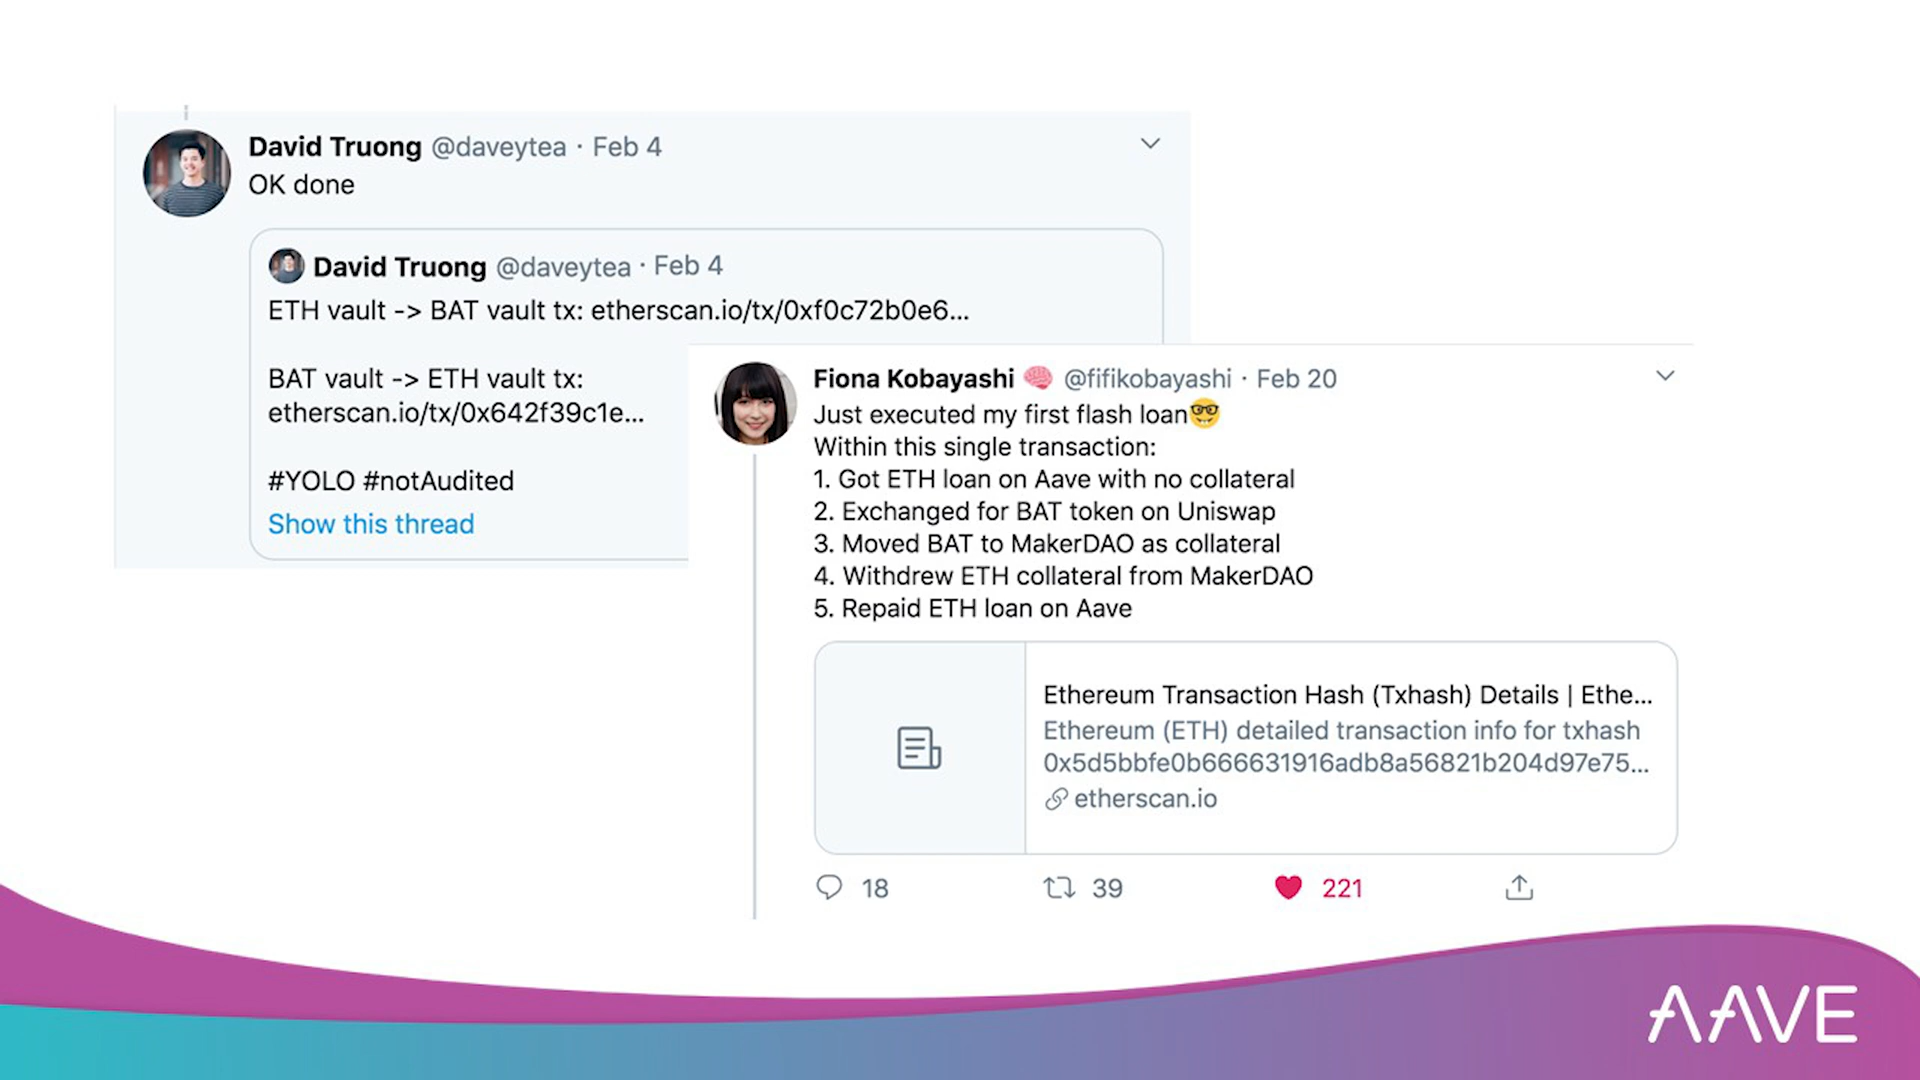 David Truong @daveytea · Feb 4
OK done
David Truong @daveytea · Feb 4
ETH vault -> BAT vault tx: etherscan.io/tx/0xf0c72b0e6...
BAT vault -> ETH vault tx:
etherscan.io/tx/0x642f39c1e...
#YOLO #notAudited
Show this thread
Fiona Kobayashi 🧠 @fifikobayashi · Feb 20
Just executed my first flash loan🤓
Within this single transaction:
1. Got ETH loan on Aave with no collateral
2. Exchanged for BAT token on Uniswap
3. Moved BAT to MakerDAO as collateral
4. Withdrew ETH collateral from MakerDAO
5. Repaid ETH loan on Aave
Ethereum Transaction Hash (Txhash) Details | Ethe...
Ethereum (ETH) detailed transaction info for txhash
0x5d5bbfe0b666631916adb8a56821b204d97e75...
etherscan.io
18 39 221
AAVE